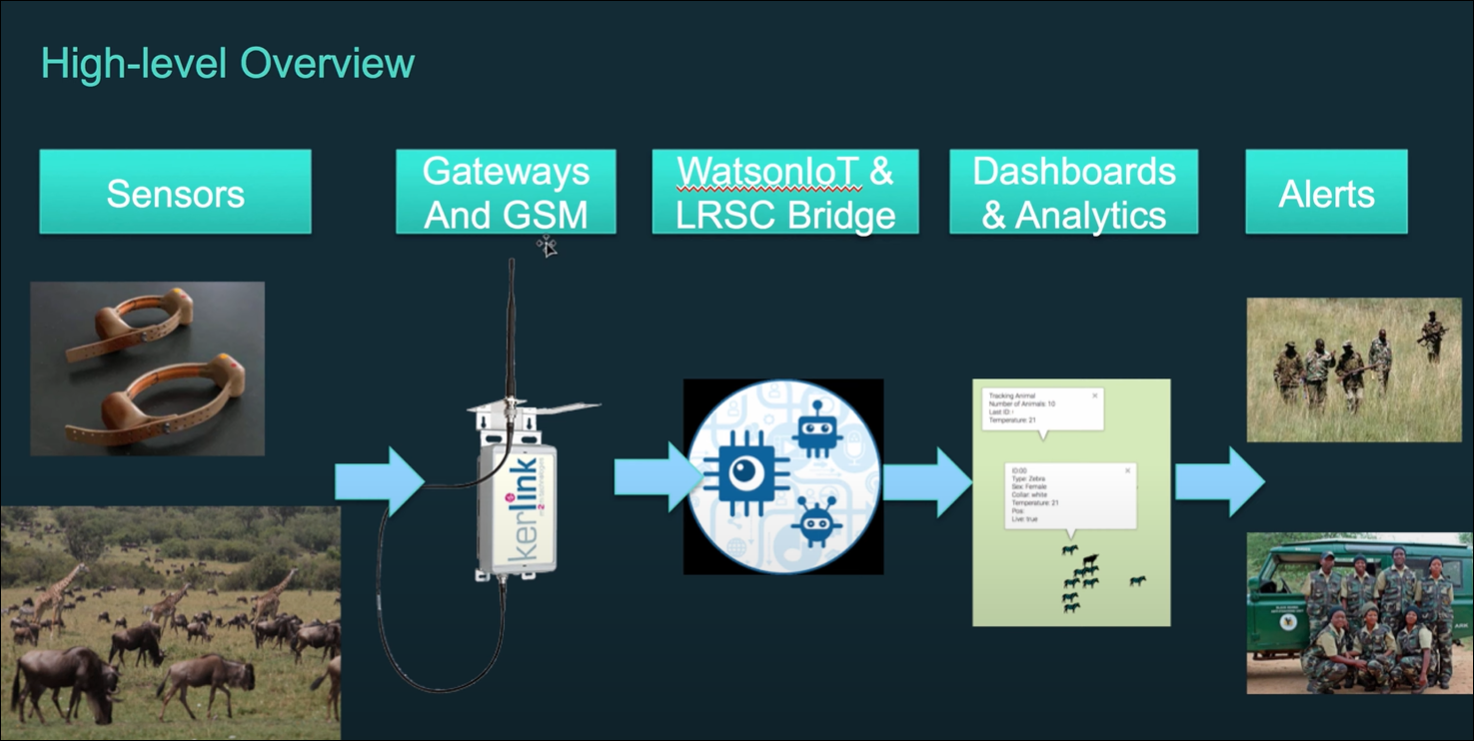 High-level Overview
Sensors
Gateways
And GSM
WatsonIoT &
LRSC Bridge
Dashboards
& Analytics
Alerts
kerlink
Tracking Animal
Number of Animals: 10
Last ID:
Temperature: 21
ID:00
Type: Zebra
Sex: Female
Collar: white
Temperature: 21
Pos:
Live: true
ARK